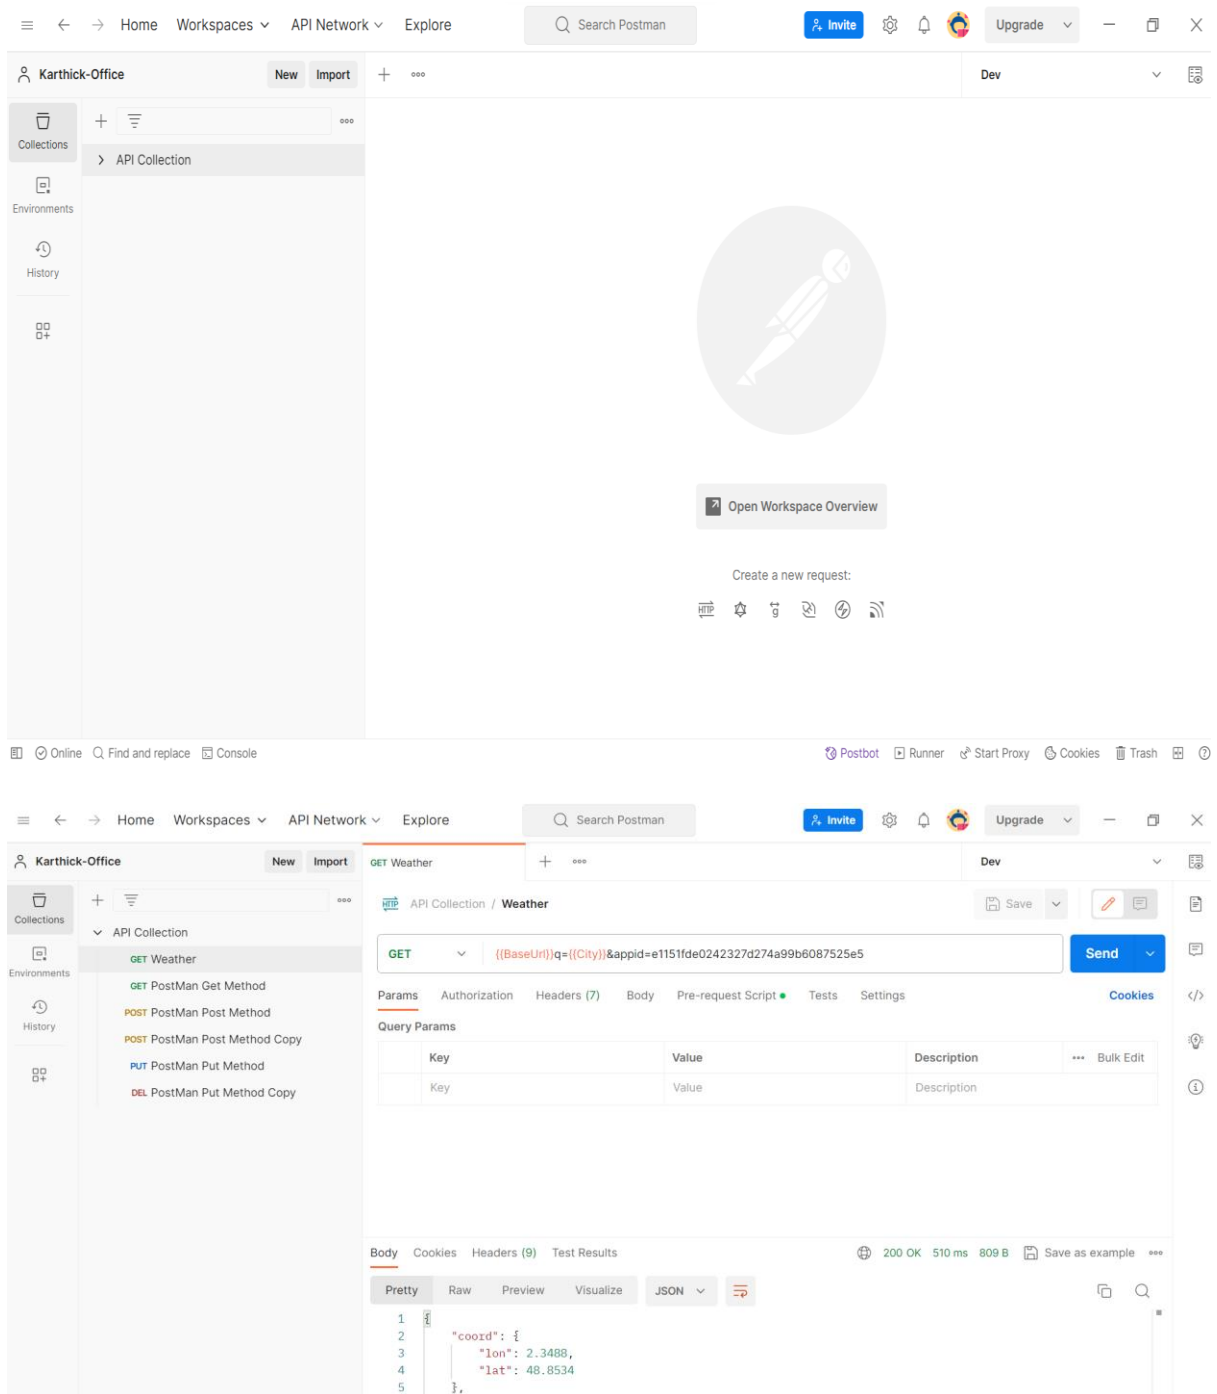 Home Workspaces API Network Explore Search Postman Invite Upgrade
Karthick-Office New Import Dev
Collections
API Collection
Environments
History
Open Workspace Overview
Create a new request:
HTTP
g
Online Find and replace Console Postbot Runner Start Proxy Cookies Trash
Home Workspaces API Network Explore Search Postman Invite Upgrade
Karthick-Office New Import GET Weather Dev
Collections
HTTP API Collection / Weather Save
API Collection
GET Weather
GET PostMan Get Method
POST PostMan Post Method
POST PostMan Post Method Copy
PUT PostMan Put Method
DEL PostMan Put Method Copy
Environments
History
GET {{BaseUrl}}q={{City}}&appid=e1151fde0242327d274a99b6087525e5 Send
Params Authorization Headers (7) Body Pre-request Script Tests Settings Cookies
Query Params
Key Value Description Bulk Edit
Key Value Description
Body Cookies Headers (9) Test Results 200 OK 510 ms 809 B Save as example
Pretty Raw Preview Visualize JSON
1 {
2 "coord": {
3 "lon": 2.3488,
4 "lat": 48.8534
5 },